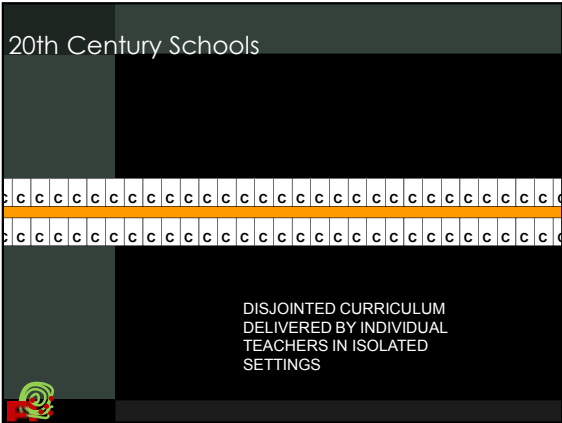 20th Century Schools
C C C C C C C C C C C C C C C C C C C C C C C C C C C C C C C C
C C C C C C C C C C C C C C C C C C C C C C C C C C C C C C C C
DISJOINTED CURRICULUM
DELIVERED BY INDIVIDUAL
TEACHERS IN ISOLATED
SETTINGS